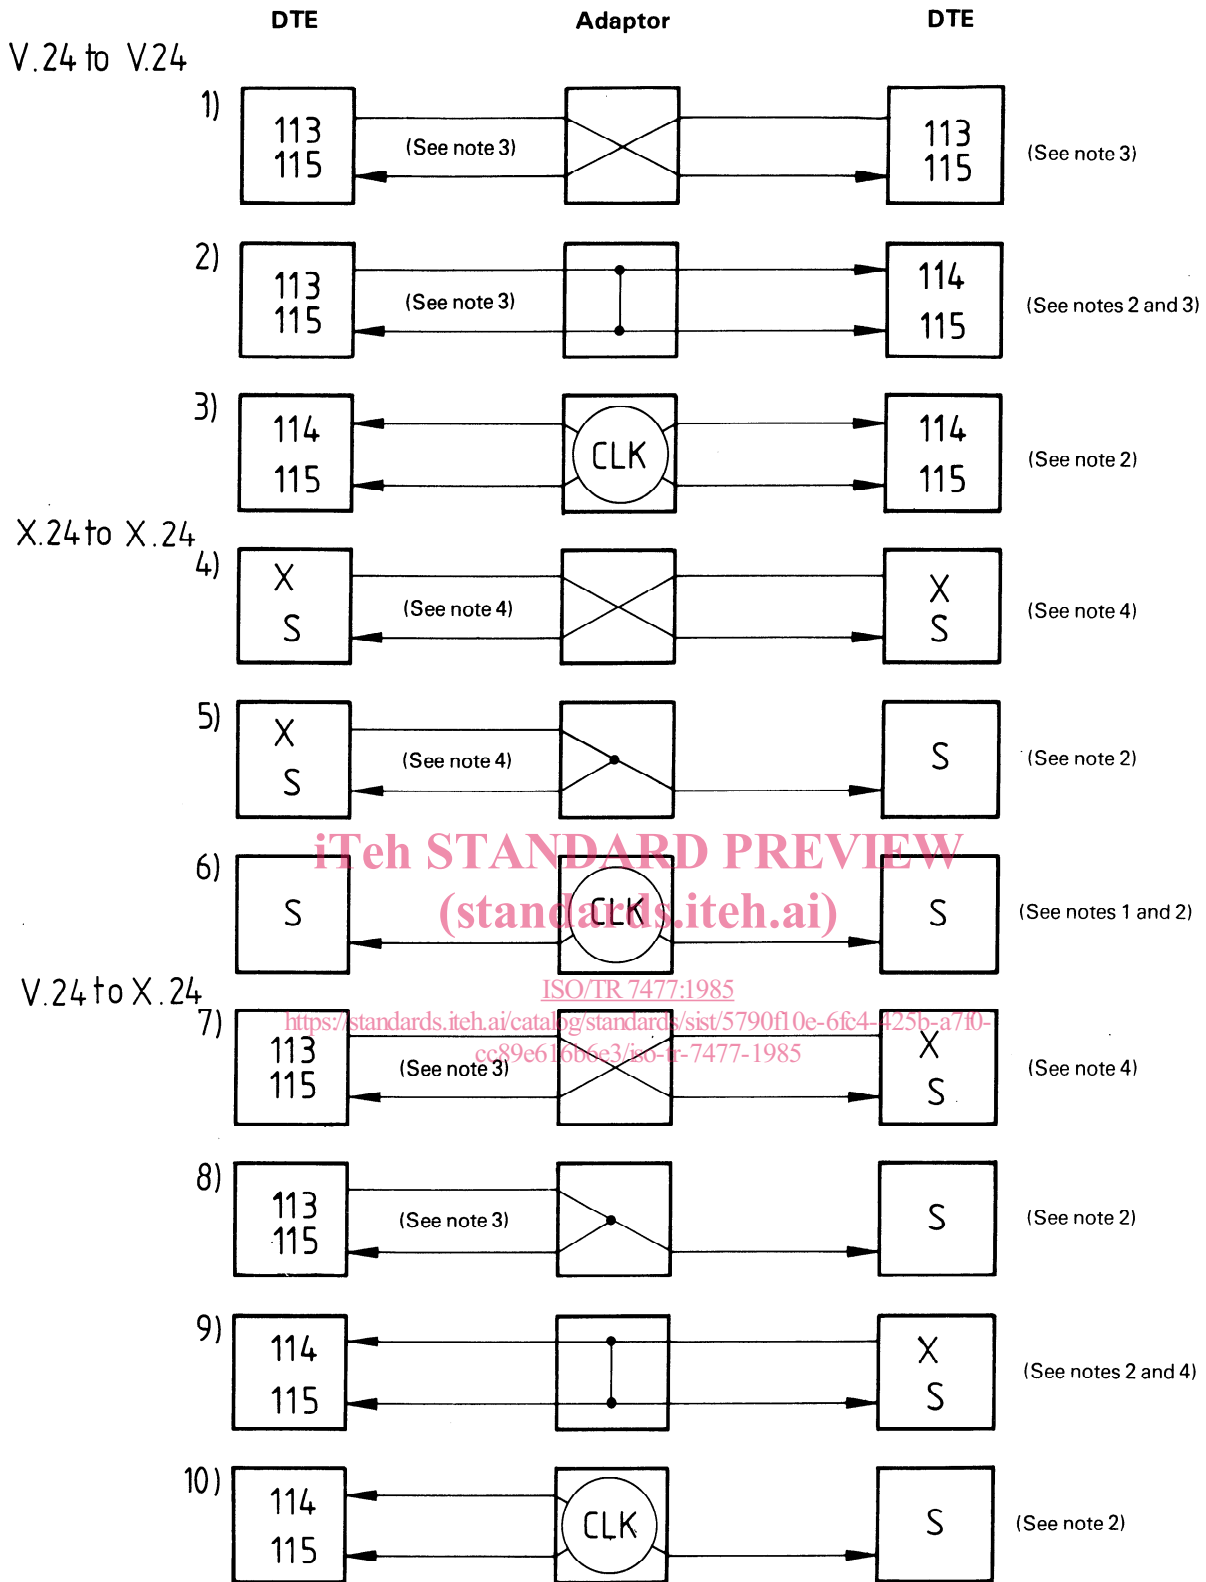 DTE Adaptor DTE
V.24 to V.24
1) 113 115 (See note 3) 113 115 (See note 3)
2) 113 115 (See note 3) 114 115 (See notes 2 and 3)
3) 114 115 CLK 114 115 (See note 2)
X.24 to X.24
4) X S (See note 4) X S (See note 4)
5) X S (See note 4) S (See note 2)
iTeh STANDARD PREVIEW
6) S CLK S (See notes 1 and 2)
(standards.iteh.ai)
V.24 to X.24
ISO/TR 7477:1985
https://standards.iteh.ai/catalog/standards/sist/5790f10e-6fc4-425b-a7f0-
cc89e616b6e3/iso-tr-7477-1985
7) 113 115 (See note 3) X S (See note 4)
8) 113 115 (See note 3) S (See note 2)
9) 114 115 X S (See notes 2 and 4)
10) 114 115 CLK S (See note 2)